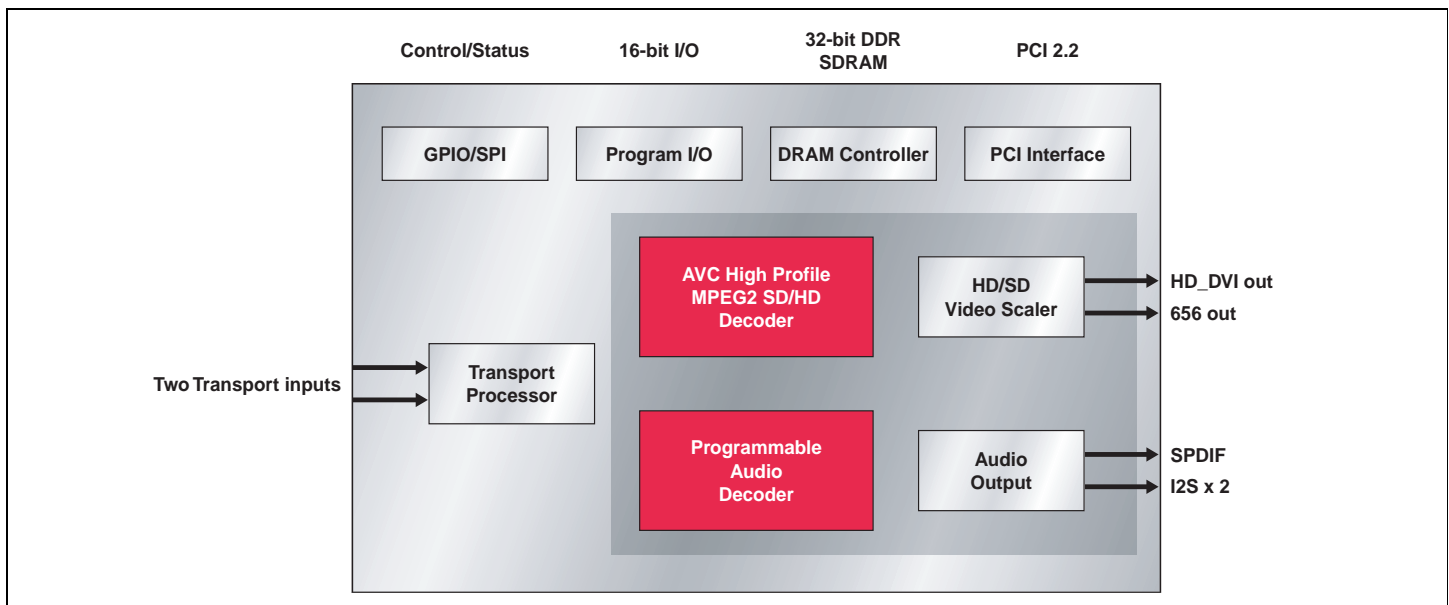 Control/Status
16-bit I/O
32-bit DDR
SDRAM
PCI 2.2
GPIO/SPI
Program I/O
DRAM Controller
PCI Interface
AVC High Profile
MPEG2 SD/HD
Decoder
HD/SD
Video Scaler
HD_DVI out
656 out
Two Transport inputs
Transport
Processor
Programmable
Audio
Decoder
Audio
Output
SPDIF
I2S x 2